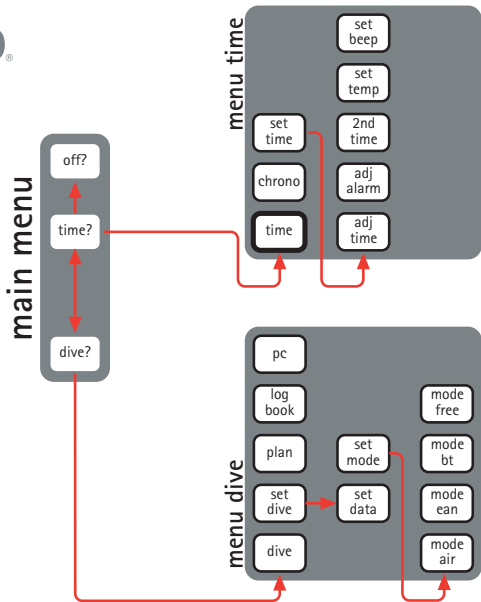 ®
main menu
off?
time?
dive?
menu time
set
beep
set
temp
set
time
2nd
time
chrono
adj
alarm
time
adj
time
menu dive
pc
log
book
mode
free
plan
set
mode
mode
bt
set
dive
set
data
mode
ean
dive
mode
air